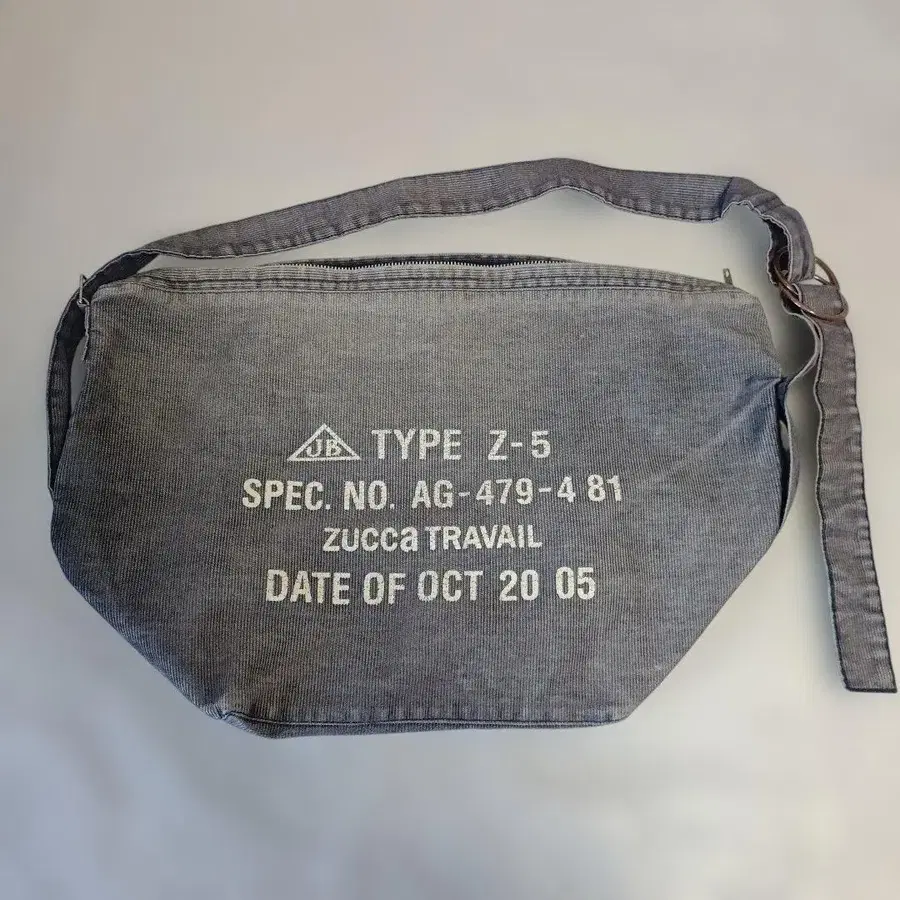 JB TYPE Z-5
SPEC. NO. AG-479-4 81
ZUCCa TRAVAIL
DATE OF OCT 20 05